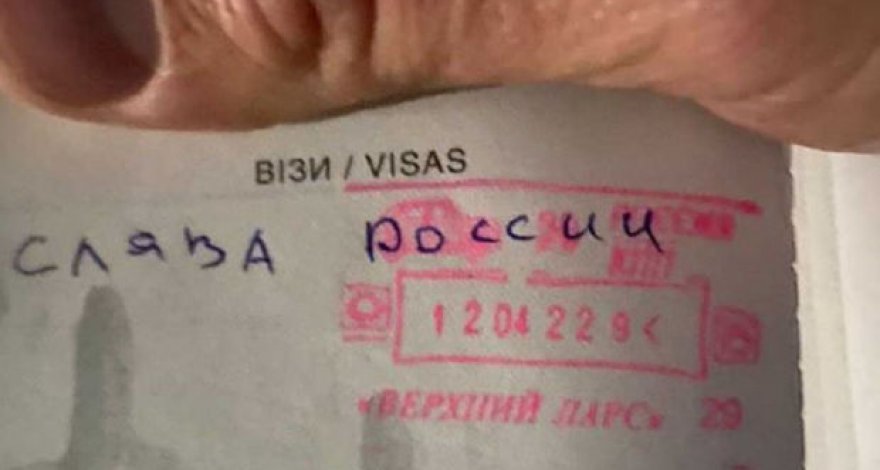 ВІЗИ / VISAS
СЛАВА РОССИИ
12 04 22 9 <
«ВЕРХНИЙ ЛАРС» 29